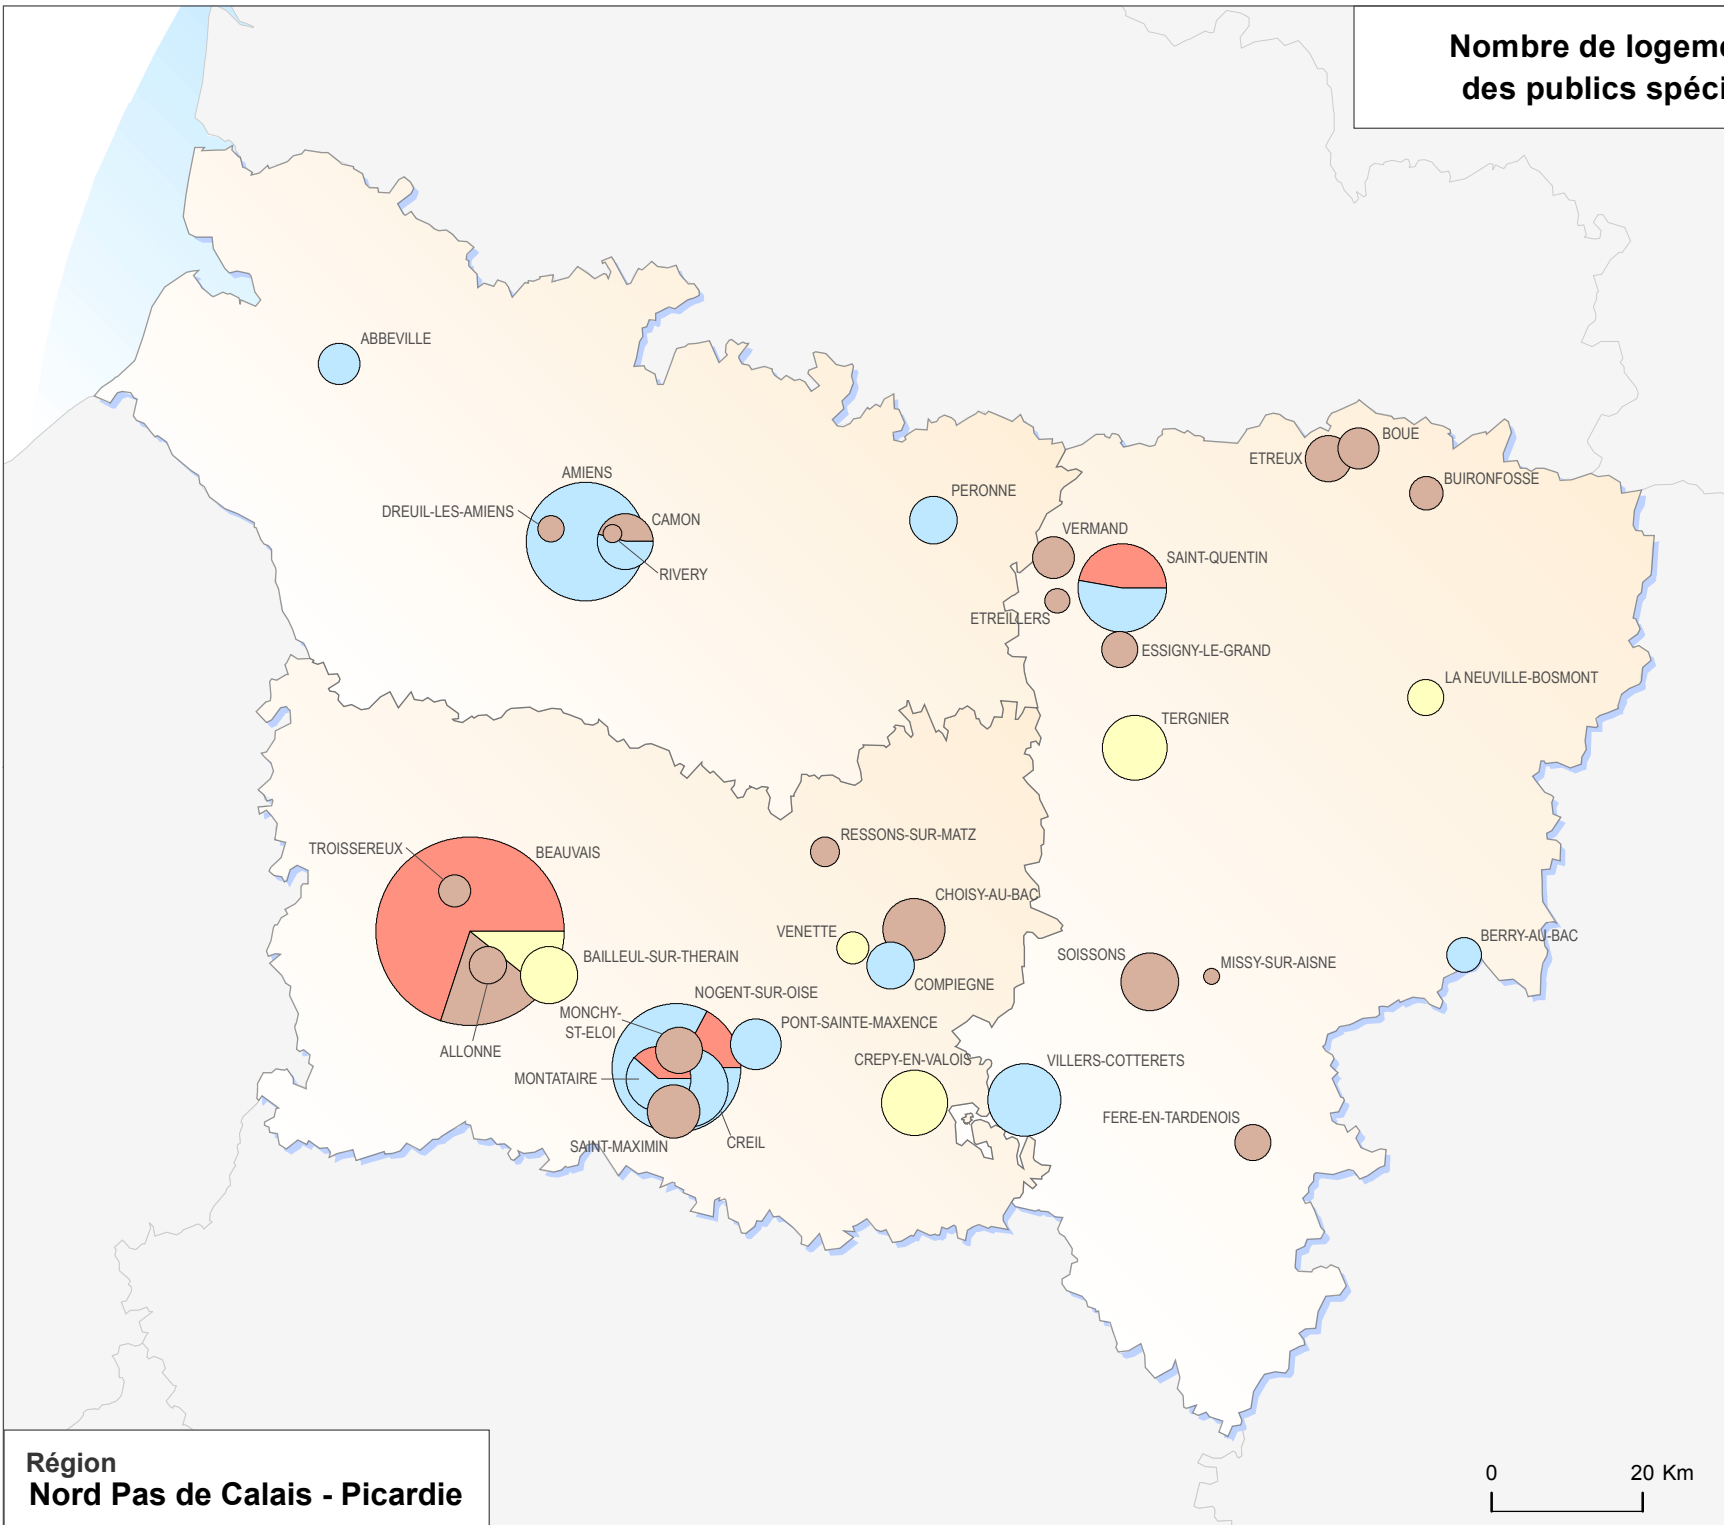 Nombre de logeme
des publics spéci
ABBEVILLE
AMIENS
DREUIL-LES-AMIENS
CAMON
RIVERY
PERONNE
ETREUX
BOUE
BUIRONFOSSE
VERMAND
SAINT-QUENTIN
ETREILLERS
ESSIGNY-LE-GRAND
LA NEUVILLE-BOSMONT
TERGNIER
RESSONS-SUR-MATZ
TROISSEREUX
BEAUVAIS
CHOISY-AU-BAC
VENETTE
BAILLEUL-SUR-THERAIN
COMPIEGNE
SOISSONS
MISSY-SUR-AISNE
BERRY-AU-BAC
NOGENT-SUR-OISE
MONCHY-
ST-ELOI
PONT-SAINTE-MAXENCE
ALLONNE
MONTATAIRE
CREPY-EN-VALOIS
VILLERS-COTTERETS
FERE-EN-TARDENOIS
SAINT-MAXIMIN
CREIL
Région
Nord Pas de Calais - Picardie
0 20 Km